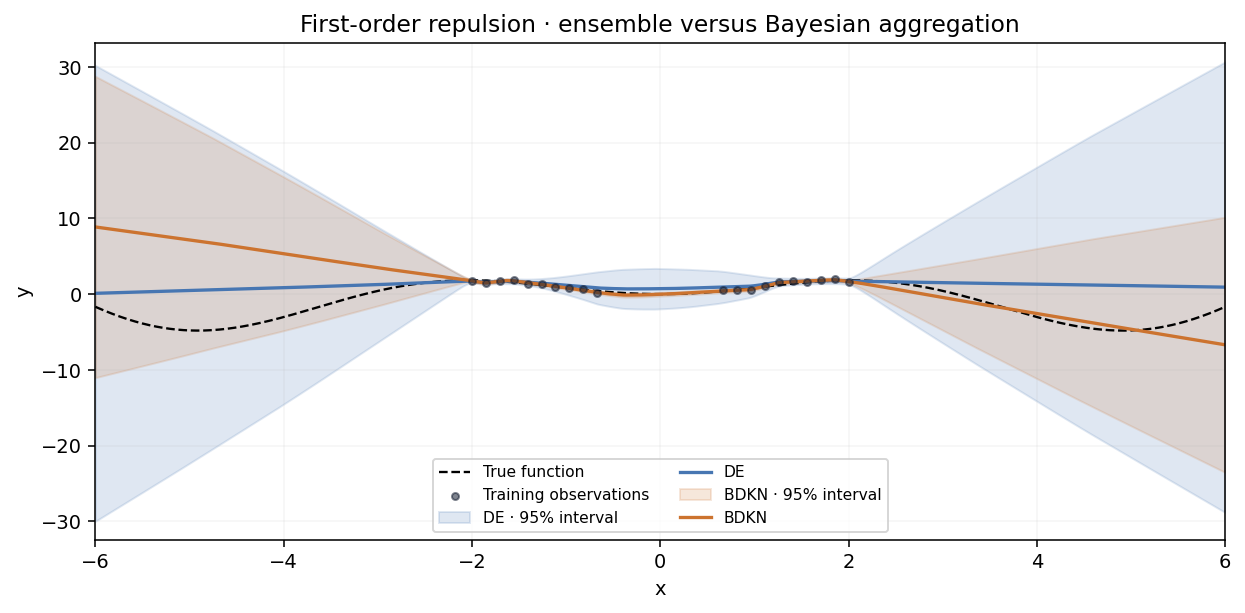 First-order repulsion · ensemble versus Bayesian aggregation
30
20
10
0
−10
−20
−30
y
−6
−4
−2
0
2
4
6
x
True function
Training observations
DE · 95% interval
DE
BDKN · 95% interval
BDKN